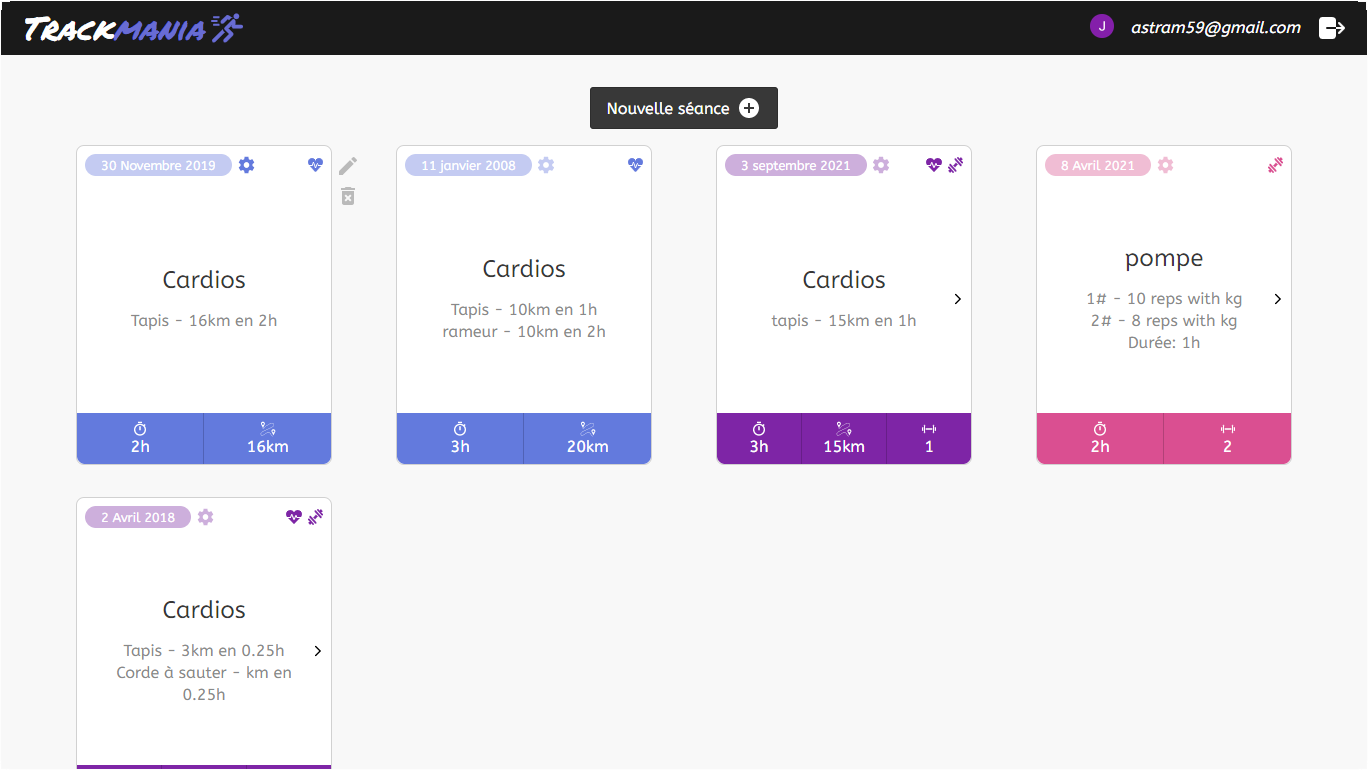 TRACKMANIA
J
astram59@gmail.com
Nouvelle séance
30 Novembre 2019
Cardios
Tapis - 16km en 2h
2h
16km
11 janvier 2008
Cardios
Tapis - 10km en 1h
rameur - 10km en 2h
3h
20km
3 septembre 2021
Cardios
tapis - 15km en 1h
3h
15km
1
8 Avril 2021
pompe
1# - 10 reps with kg
2# - 8 reps with kg
Durée: 1h
2h
2
2 Avril 2018
Cardios
Tapis - 3km en 0.25h
Corde à sauter - km en
0.25h